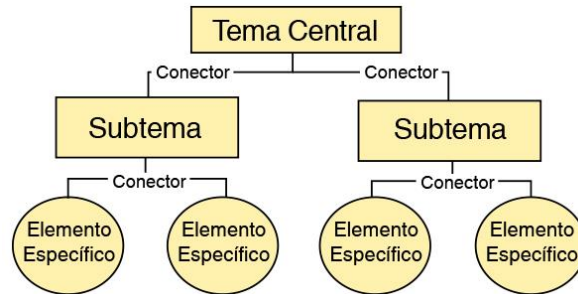 Tema Central
Conector
Conector
Subtema
Subtema
Conector
Conector
Elemento
Específico
Elemento
Específico
Elemento
Específico
Elemento
Específico